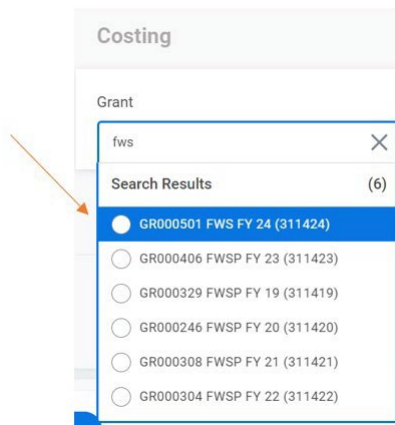 Costing
Grant
fws
Search Results (6)
GR000501 FWS FY 24 (311424)
GR000406 FWSP FY 23 (311423)
GR000329 FWSP FY 19 (311419)
GR000246 FWSP FY 20 (311420)
GR000308 FWSP FY 21 (311421)
GR000304 FWSP FY 22 (311422)